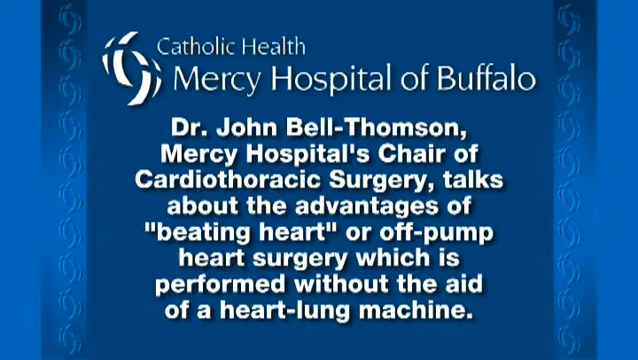 Catholic Health
Mercy Hospital of Buffalo
Dr. John Bell-Thomson,
Mercy Hospital's Chair of
Cardiothoracic Surgery, talks
about the advantages of
"beating heart" or off-pump
heart surgery which is
performed without the aid
of a heart-lung machine.